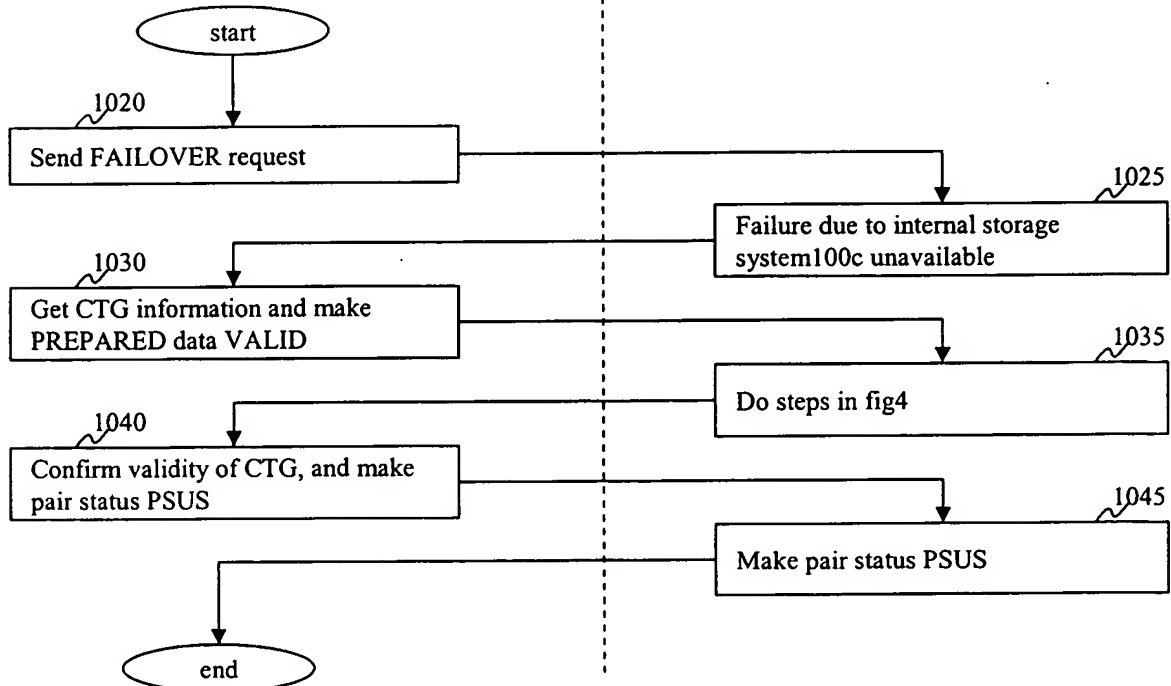 start
1020
Send FAILOVER request
1025
Failure due to internal storage
system100c unavailable
1030
Get CTG information and make
PREPARED data VALID
1035
Do steps in fig4
1040
Confirm validity of CTG, and make
pair status PSUS
1045
Make pair status PSUS
end